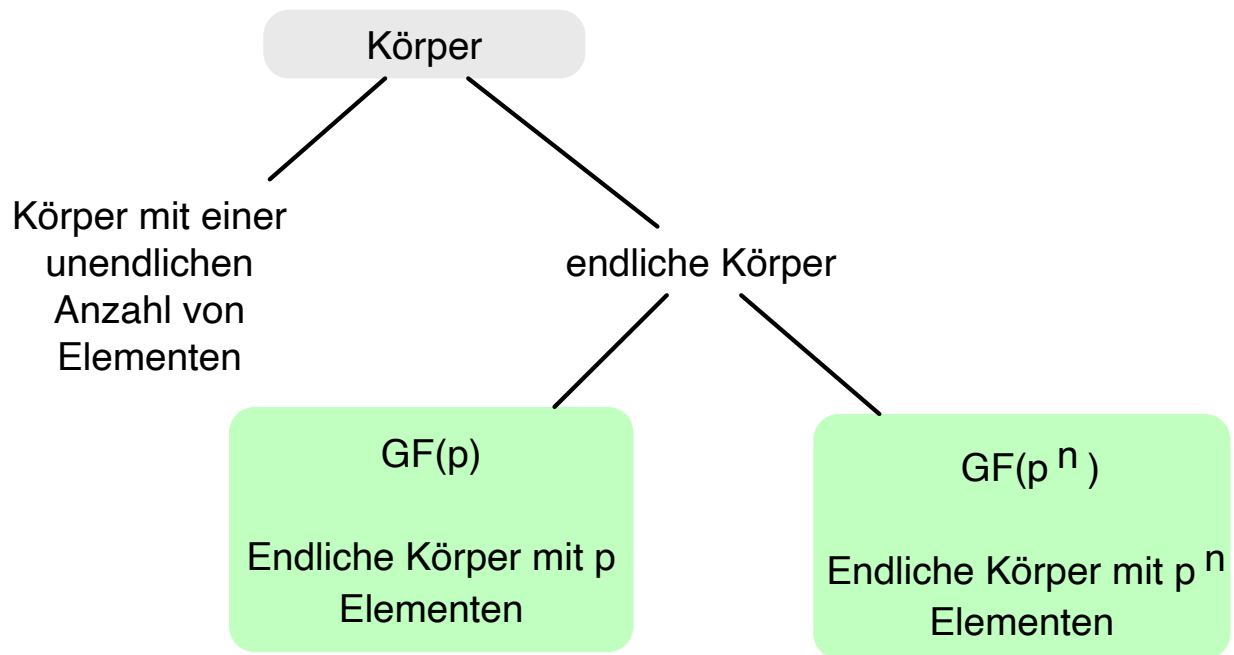 Körper
Körper mit einer
unendlichen
Anzahl von
Elementen
endliche Körper
GF(p)
Endliche Körper mit p
Elementen
GF(p n )
Endliche Körper mit p n
Elementen